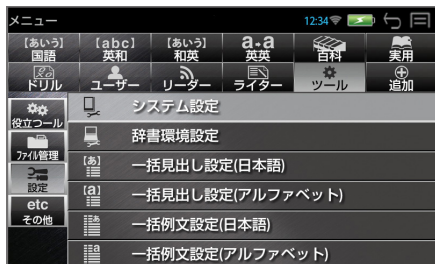 メニュー 12:34
【あいう】 【abc】 【あいう】 a・a
国語 英和 和英 英英 百科 実用
ドリル ユーザー リーダー ライター ツール 追加
役立つツール
ファイル管理
設定
etc
その他
システム設定
辞書環境設定
【あ】 一括見出し設定(日本語)
【a】 一括見出し設定(アルファベット)
あ 一括例文設定(日本語)
a 一括例文設定(アルファベット)